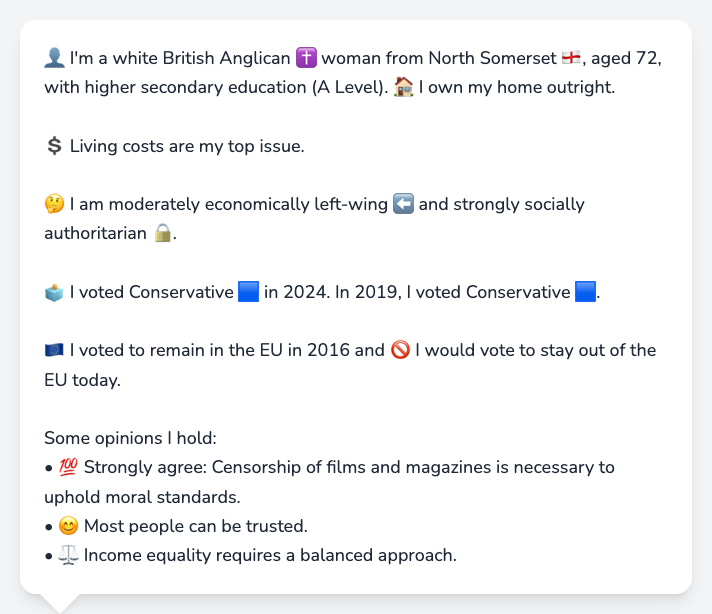 👤 I'm a white British Anglican ✝️ woman from North Somerset 🏴󠁧󠁢󠁥󠁮󠁧󠁿, aged 72,
with higher secondary education (A Level). 🏠 I own my home outright.
💲 Living costs are my top issue.
🤔 I am moderately economically left-wing ⬅️ and strongly socially
authoritarian 🔒.
🗳️ I voted Conservative 🟦 in 2024. In 2019, I voted Conservative 🟦.
🇪🇺 I voted to remain in the EU in 2016 and 🚫 I would vote to stay out of the
EU today.
Some opinions I hold:
• 💯 Strongly agree: Censorship of films and magazines is necessary to
uphold moral standards.
• 😊 Most people can be trusted.
• ⚖️ Income equality requires a balanced approach.